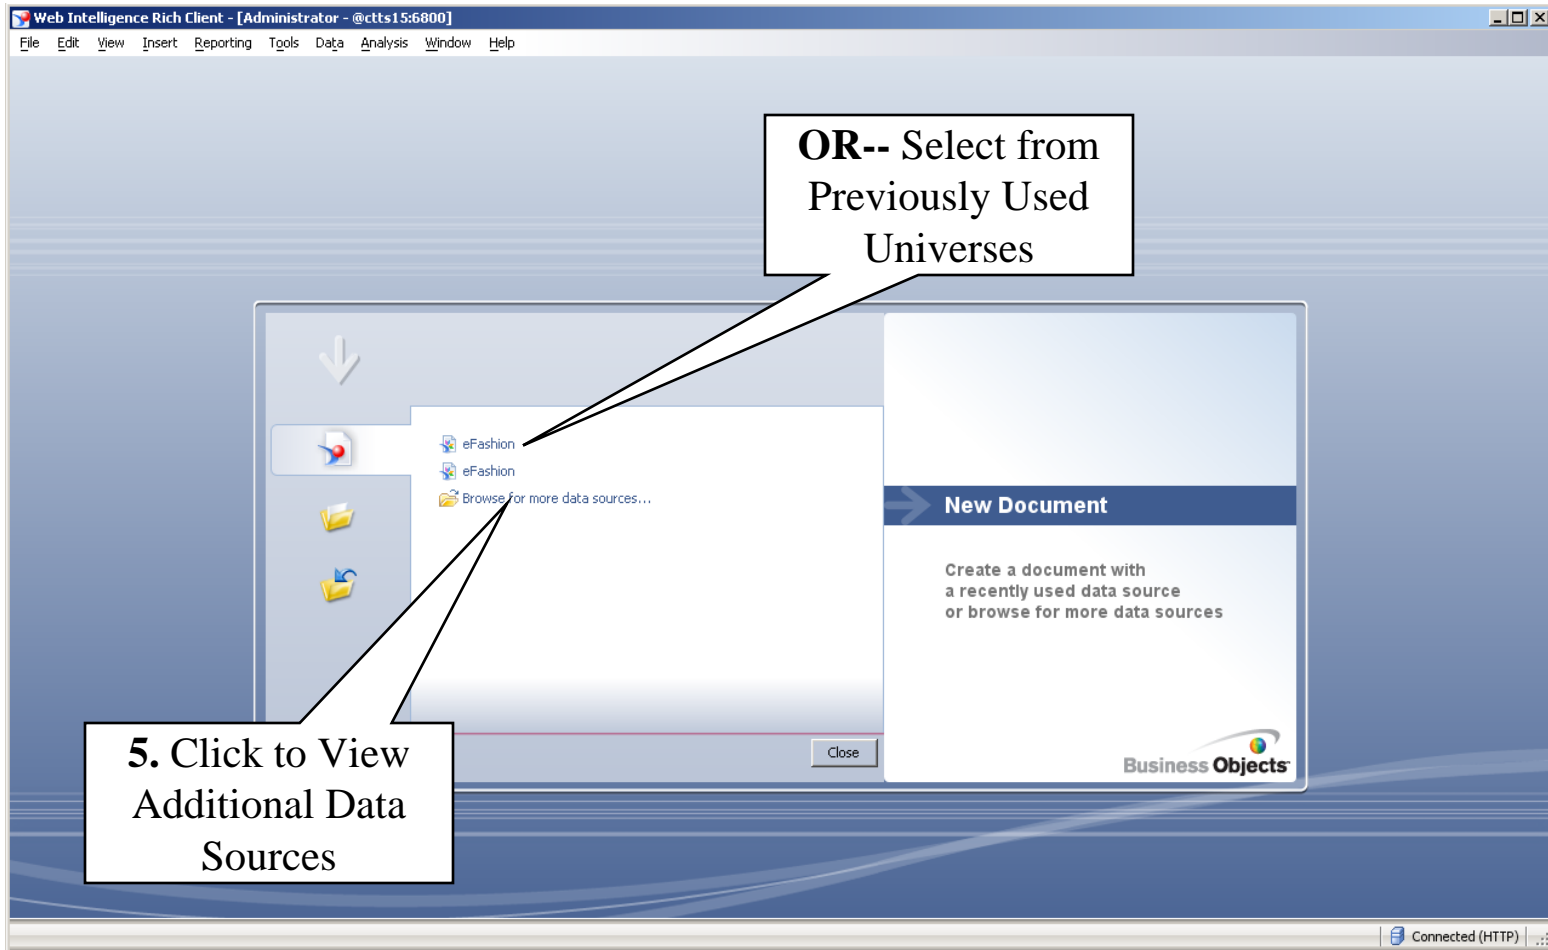 Web Intelligence Rich Client - [Administrator - @ctts15:6800]
File Edit View Insert Reporting Tools Data Analysis Window Help
OR-- Select from
Previously Used
Universes
eFashion
eFashion
Browse for more data sources...
New Document
Create a document with
a recently used data source
or browse for more data sources
5. Click to View
Additional Data
Sources
Close
Business Objects
Connected (HTTP)